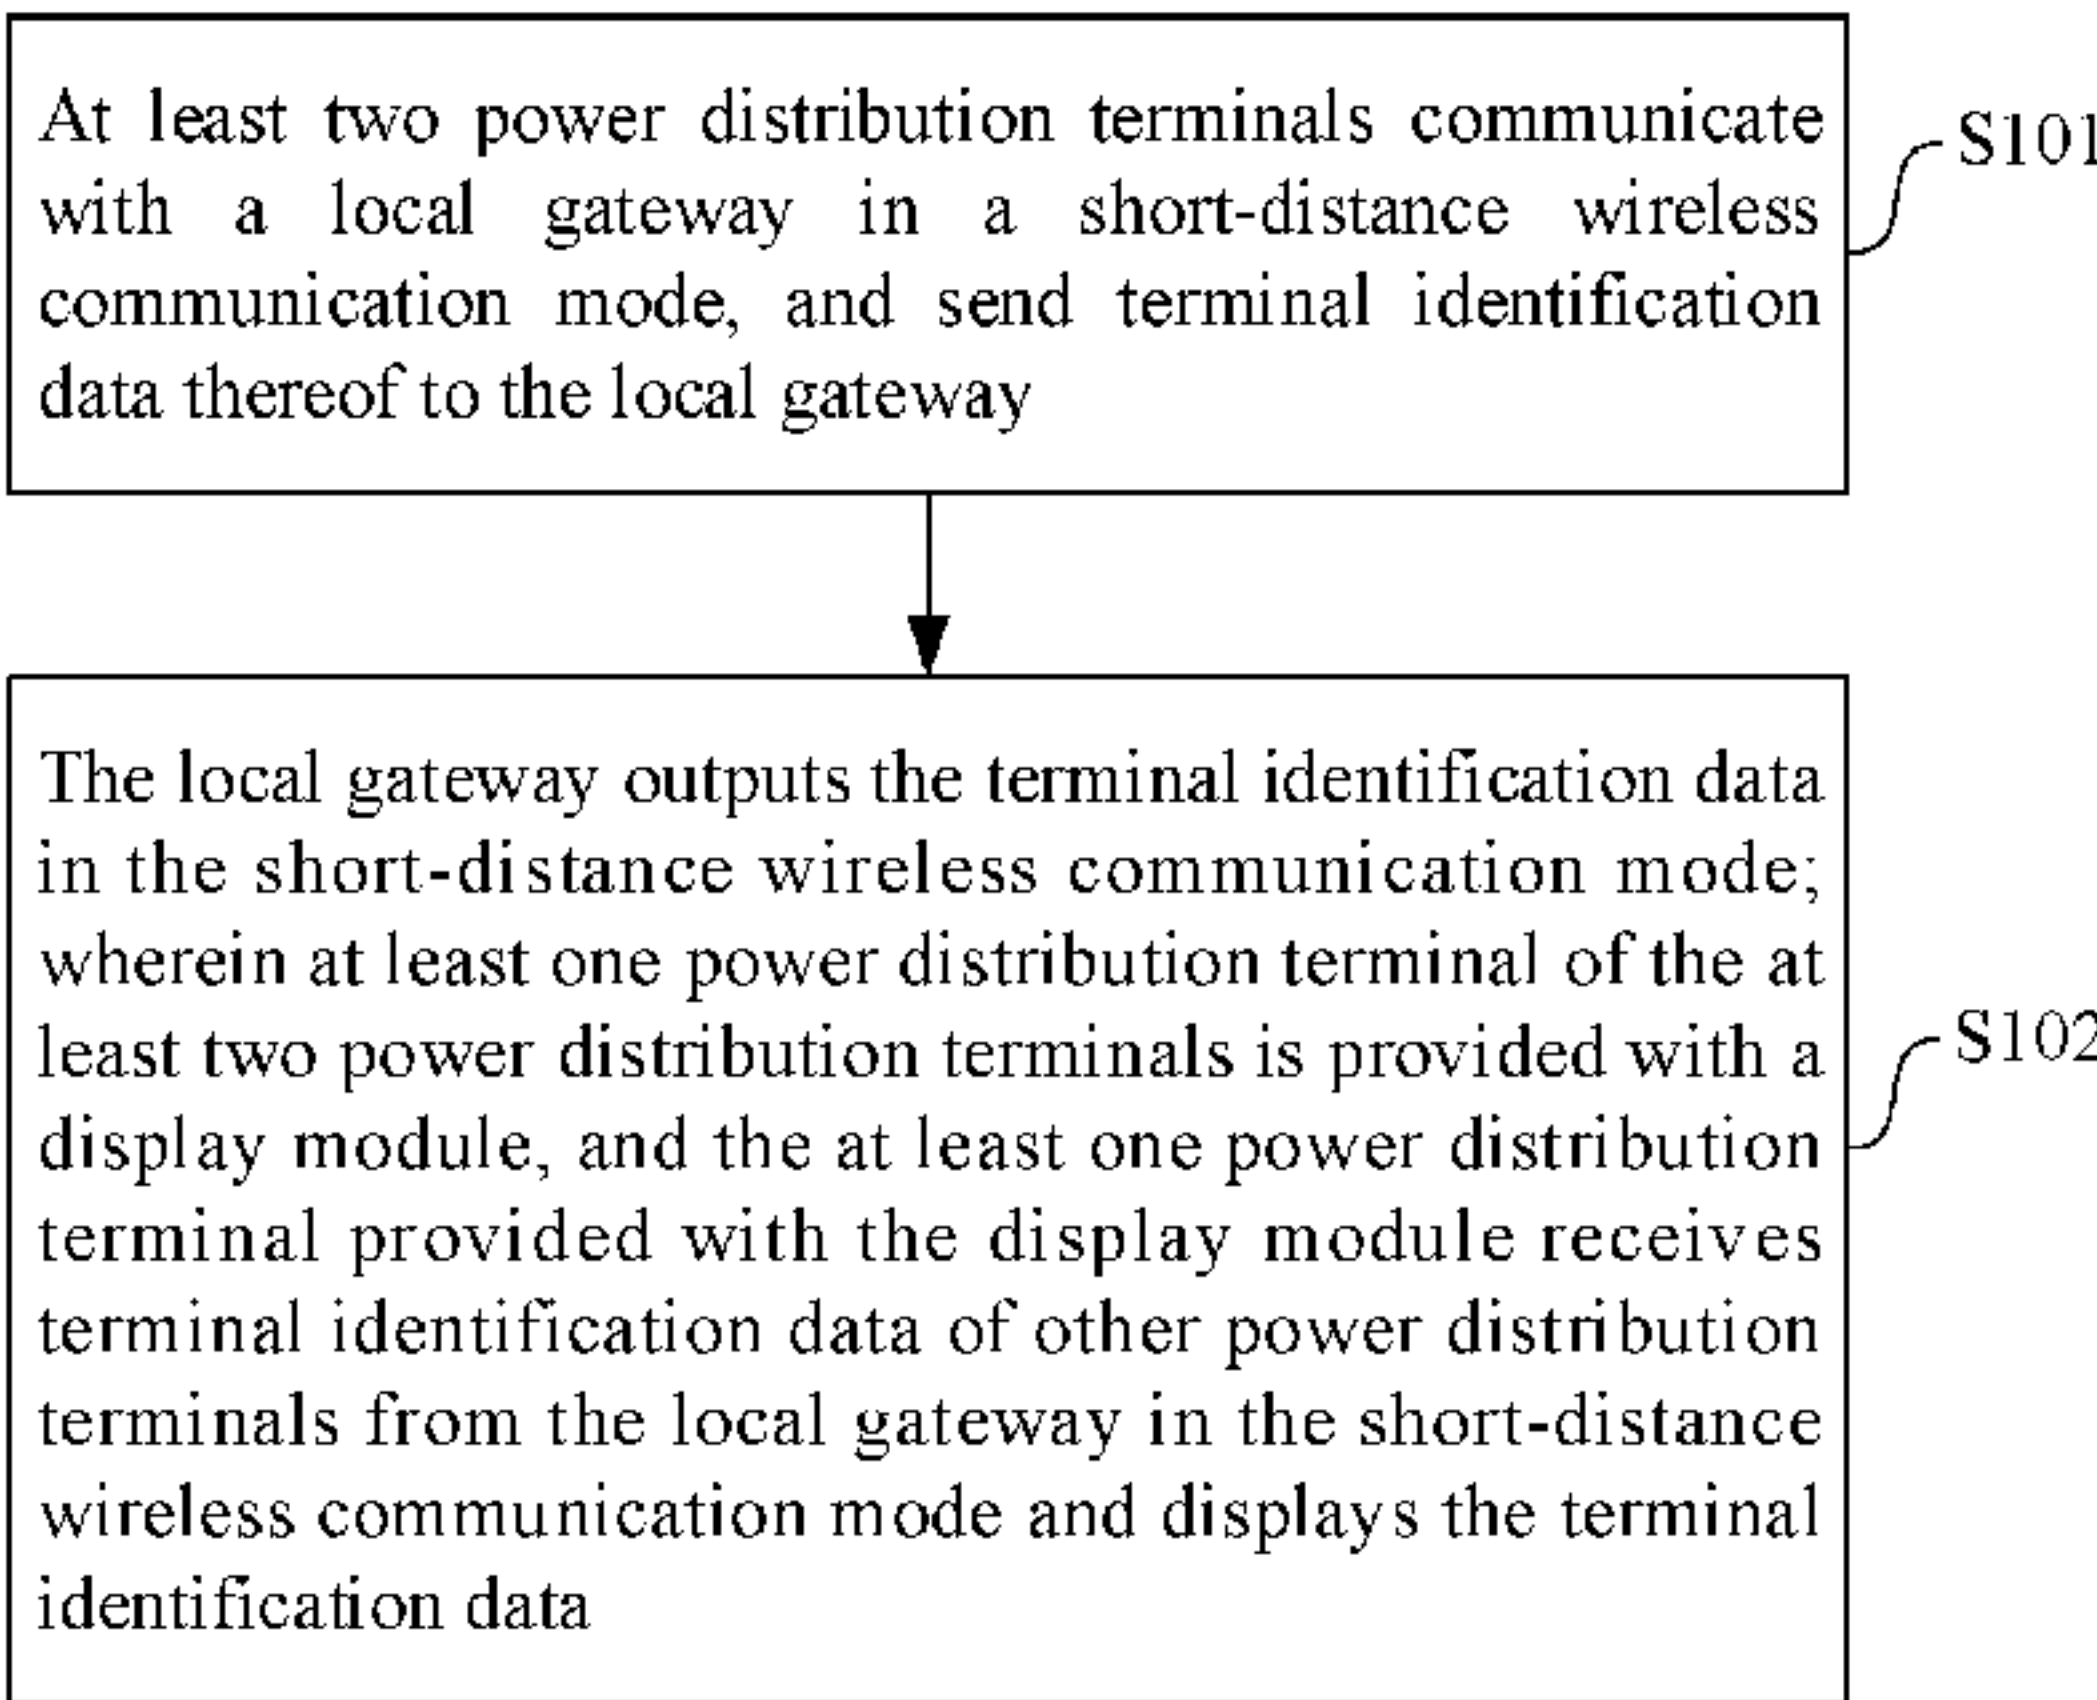 At least two power distribution terminals communicate
with a local gateway in a short-distance wireless
communication mode, and send terminal identification
data thereof to the local gateway
S101
The local gateway outputs the terminal identification data
in the short-distance wireless communication mode;
wherein at least one power distribution terminal of the at
least two power distribution terminals is provided with a
display module, and the at least one power distribution
terminal provided with the display module receives
terminal identification data of other power distribution
terminals from the local gateway in the short-distance
wireless communication mode and displays the terminal
identification data
S102